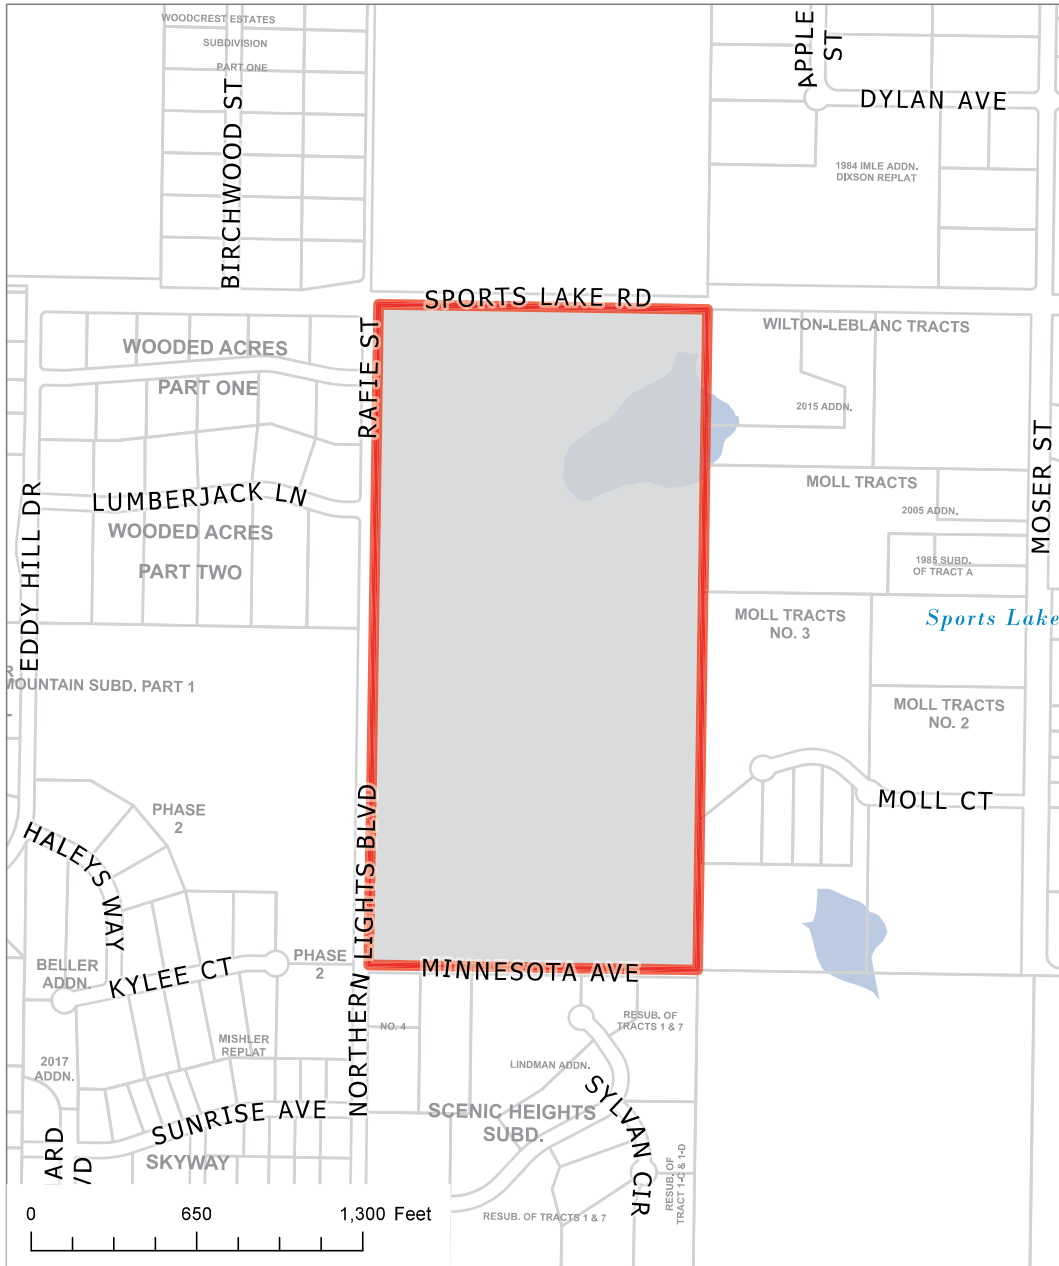 WOODCREST ESTATES
SUBDIVISION
PART ONE
BIRCHWOOD ST
APPLE
ST
DYLAN AVE
1984 IMLE ADDN.
DIXSON REPLAT
SPORTS LAKE RD
WILTON-LEBLANC TRACTS
WOODED ACRES
PART ONE
RAFIE ST
2015 ADDN.
MOSER ST
MOLL TRACTS
2005 ADDN.
EDDY HILL DR
LUMBERJACK LN
WOODED ACRES
PART TWO
1985 SUBD.
OF TRACT A
MOLL TRACTS
NO. 3
Sports Lake
R
MOUNTAIN SUBD. PART 1
MOLL TRACTS
NO. 2
MOLL CT
PHASE
2
HALEYS WAY
NORTHERN LIGHTS BLVD
BELLER
ADDN.
KYLEE CT
PHASE
2
MINNESOTA AVE
NO. 4
RESUB. OF
TRACTS 1 & 7
MISHLER
REPLAT
2017
ADDN.
LINDMAN ADDN.
SYLVAN CIR
SCENIC HEIGHTS
SUBD.
SUNRISE AVE
SKYWAY
ARD
VD
RESUB. OF
TRACT 1-C & 1-D
RESUB. OF TRACTS 1 & 7
0 650 1,300 Feet